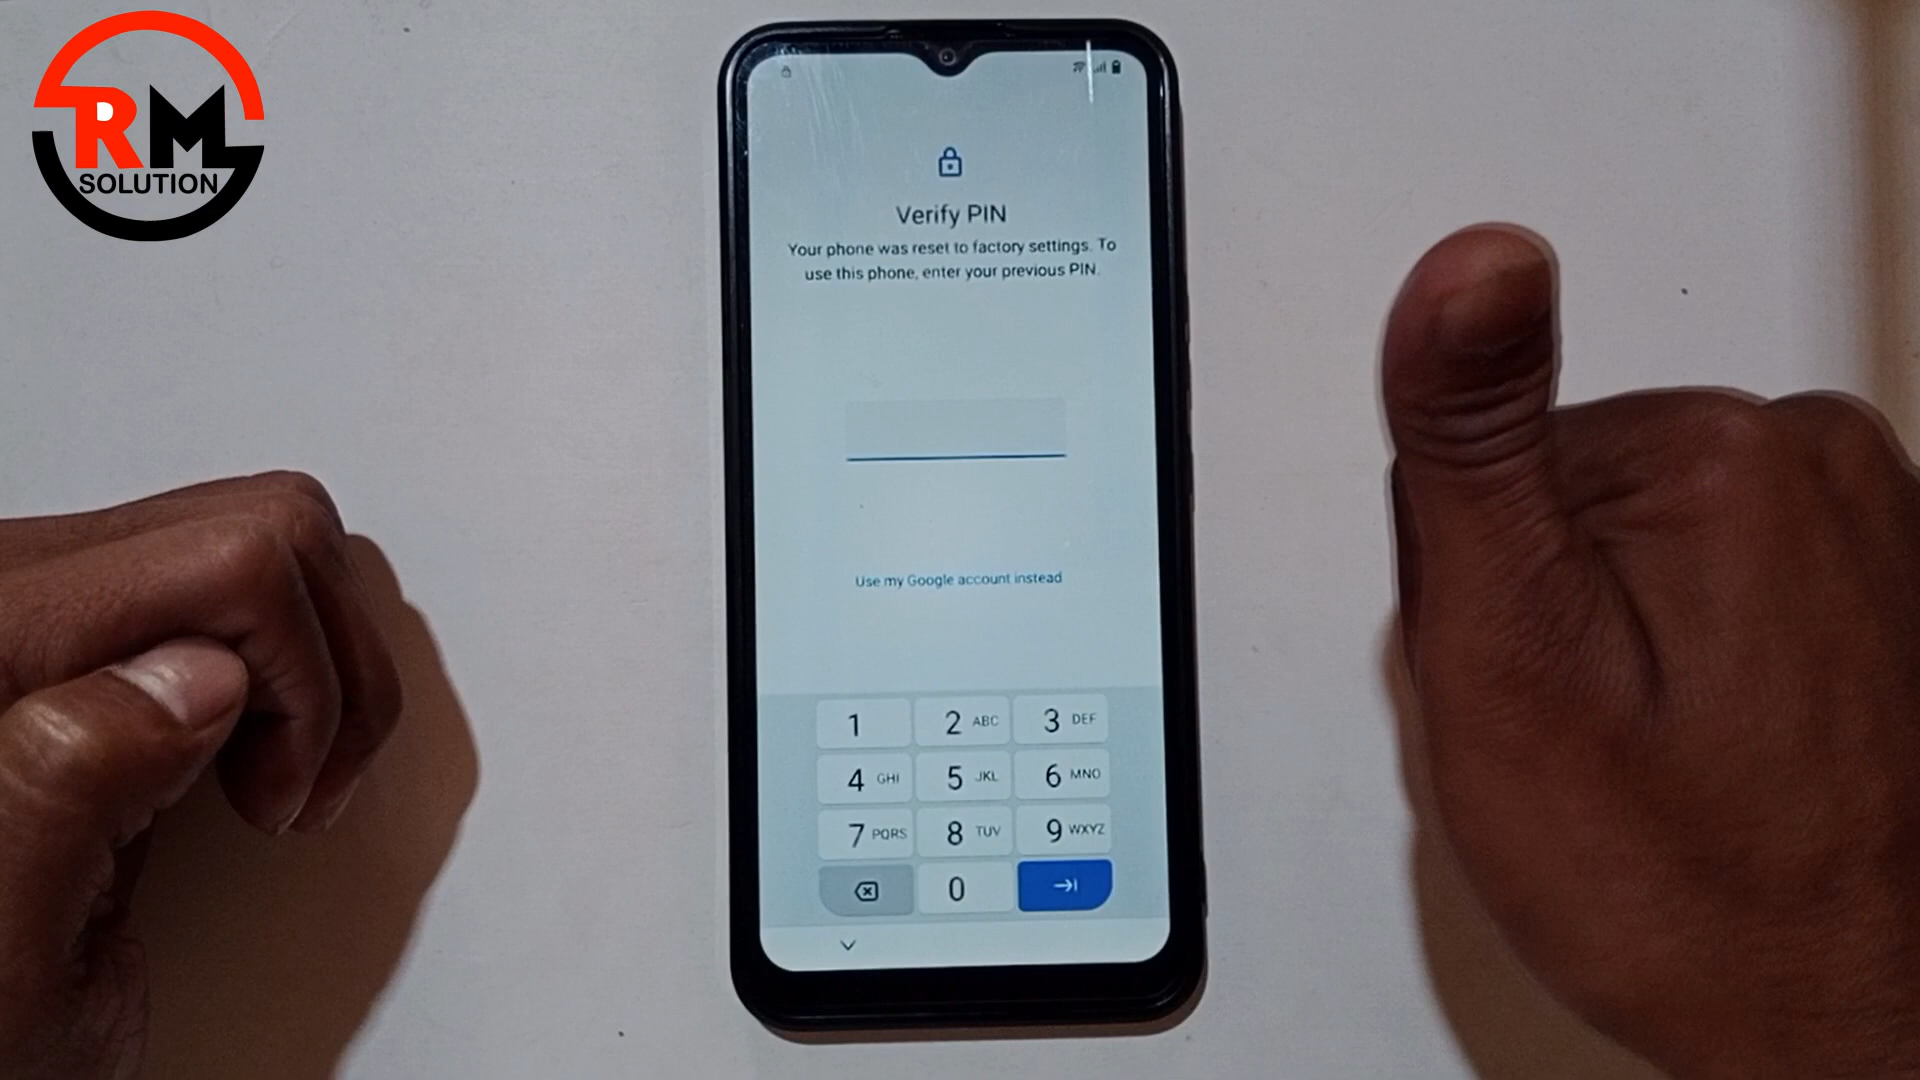 RM
SOLUTION
Verify PIN
Your phone was reset to factory settings. To
use this phone, enter your previous PIN.
Use my Google account instead
1
2 ABC
3 DEF
4 GHI
5 JKL
6 MNO
7 PQRS
8 TUV
9 WXYZ
0